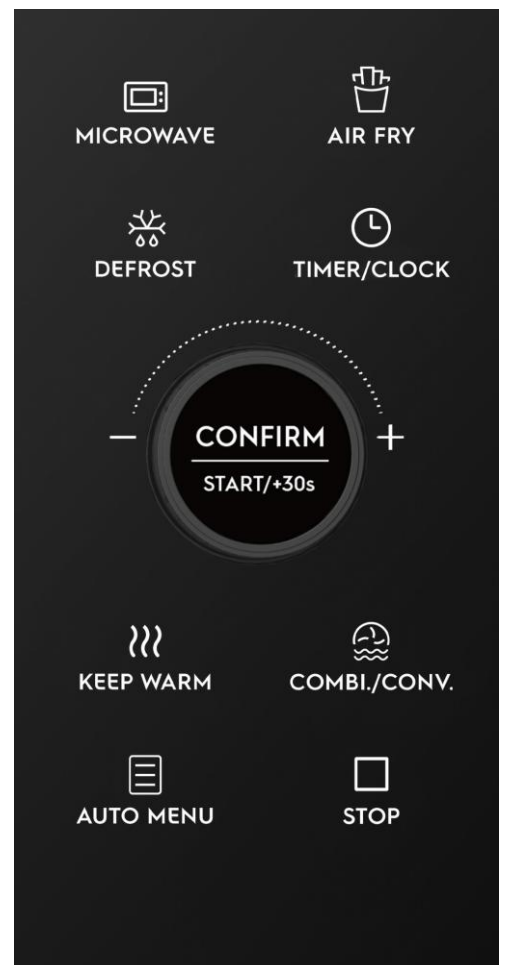 MICROWAVE
AIR FRY
DEFROST
TIMER/CLOCK
− CONFIRM +
START/+30s
KEEP WARM
COMBI./CONV.
AUTO MENU
STOP